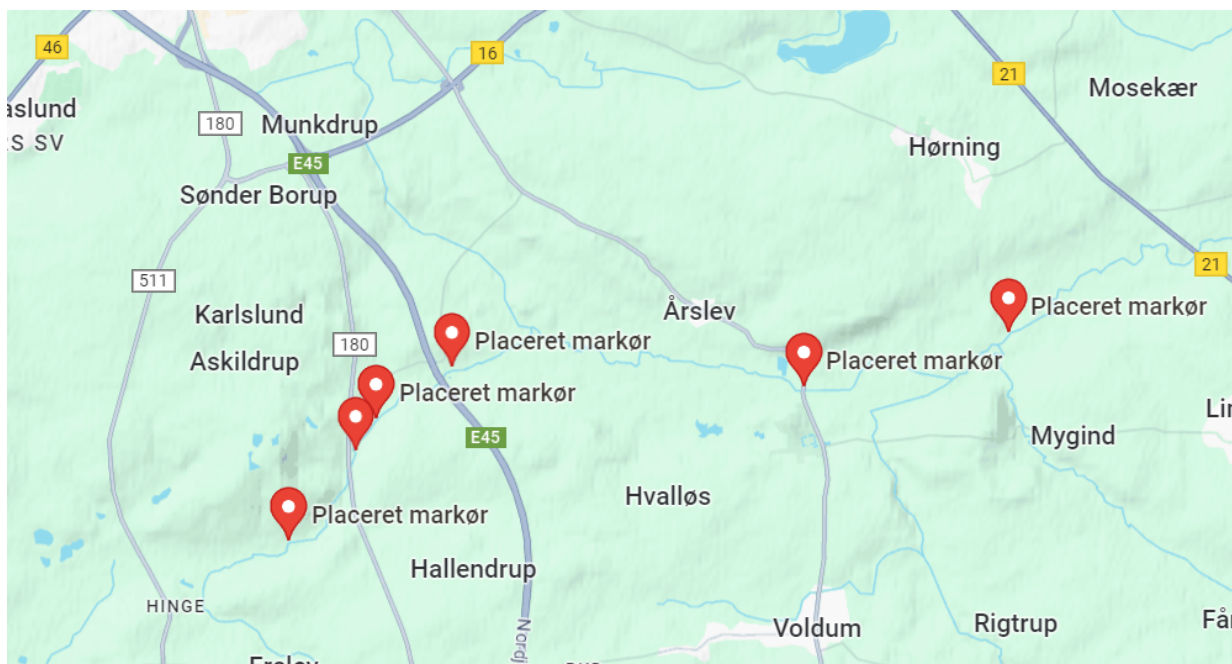 46
16
21
Mosekær
aslund
S SV
180
Munkdrup
Hørning
E45
Sønder Borup
21
511
Karlslund
Årslev
Placeret markør
180
Placeret markør
Askildrup
Placeret markør
Placeret markør
E45
Mygind
Hvalløs
Placeret markør
Hallendrup
HINGE
Voldum
Rigtrup